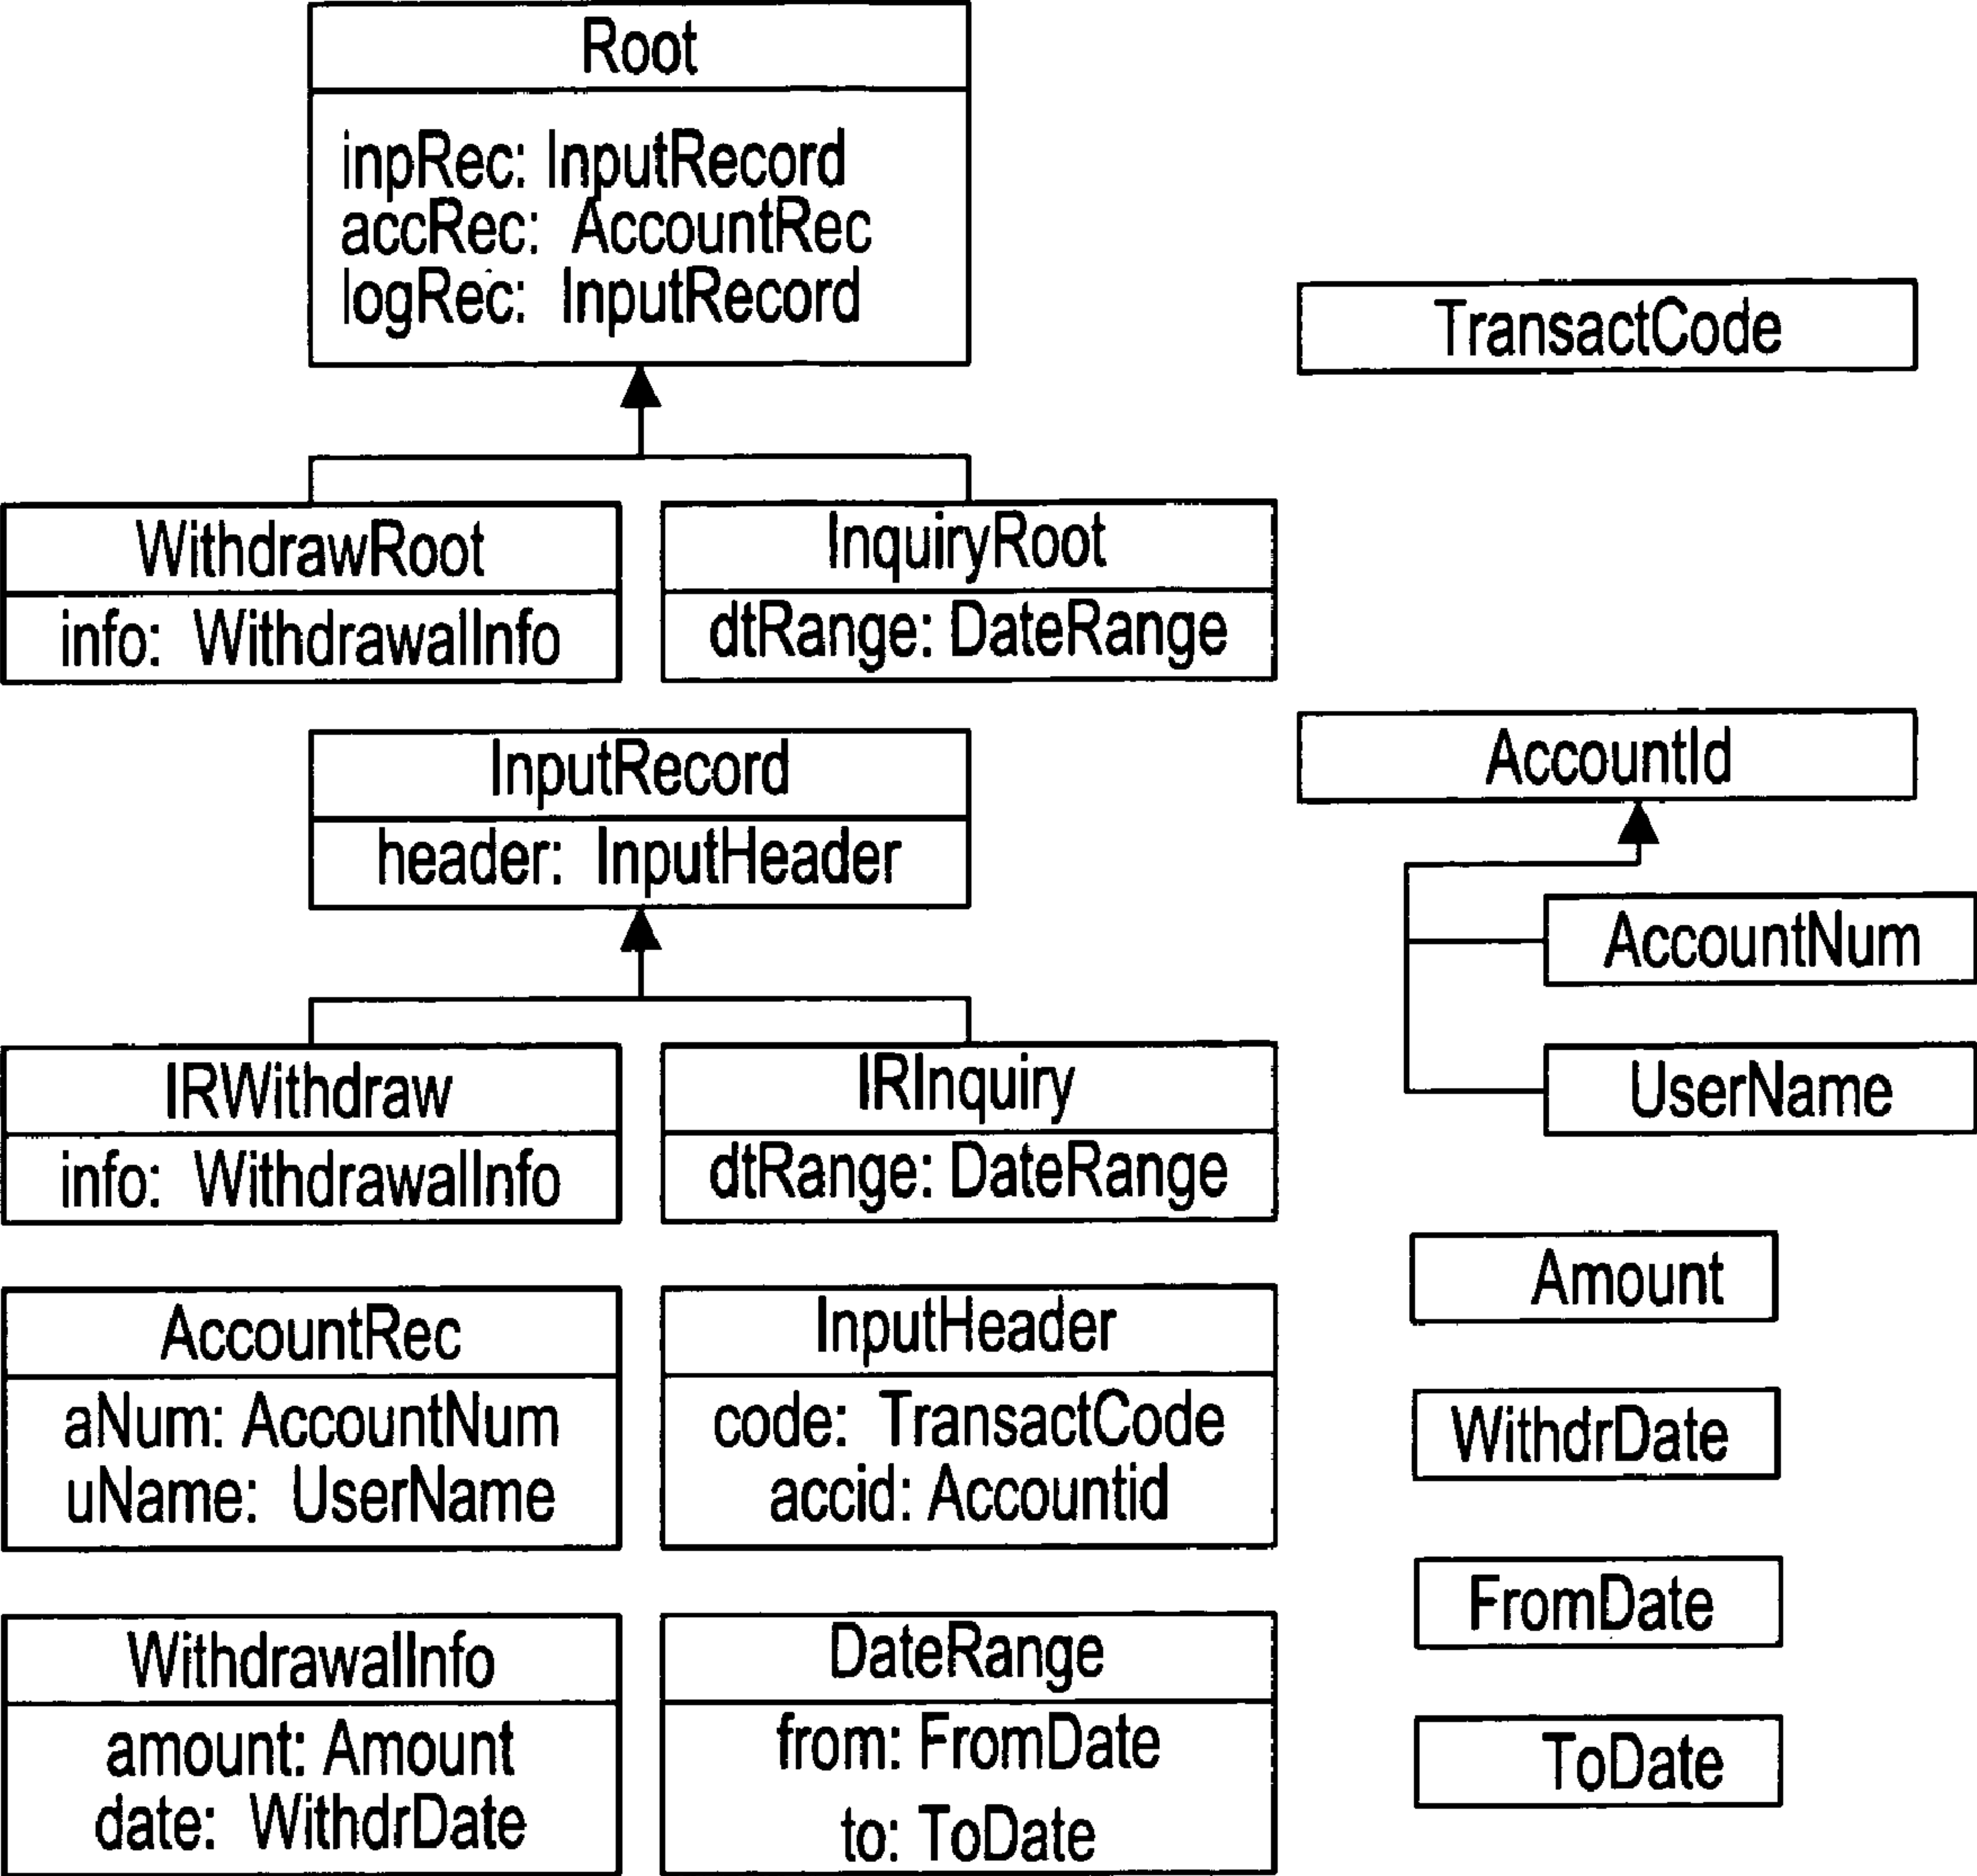 Root
inpRec: InputRecord
accRec: AccountRec
logRec: InputRecord
TransactCode
WithdrawRoot
info: WithdrawalInfo
InquiryRoot
dtRange: DateRange
InputRecord
header: InputHeader
AccountId
AccountNum
UserName
IRWithdraw
info: WithdrawalInfo
IRInquiry
dtRange: DateRange
AccountRec
aNum: AccountNum
uName: UserName
InputHeader
code: TransactCode
accid: Accountid
Amount
WithdrDate
FromDate
ToDate
WithdrawalInfo
amount: Amount
date: WithdrDate
DateRange
from: FromDate
to: ToDate